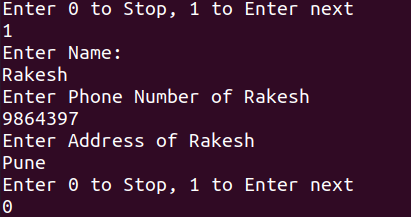 Enter 0 to Stop, 1 to Enter next
1
Enter Name:
Rakesh
Enter Phone Number of Rakesh
9864397
Enter Address of Rakesh
Pune
Enter 0 to Stop, 1 to Enter next
0